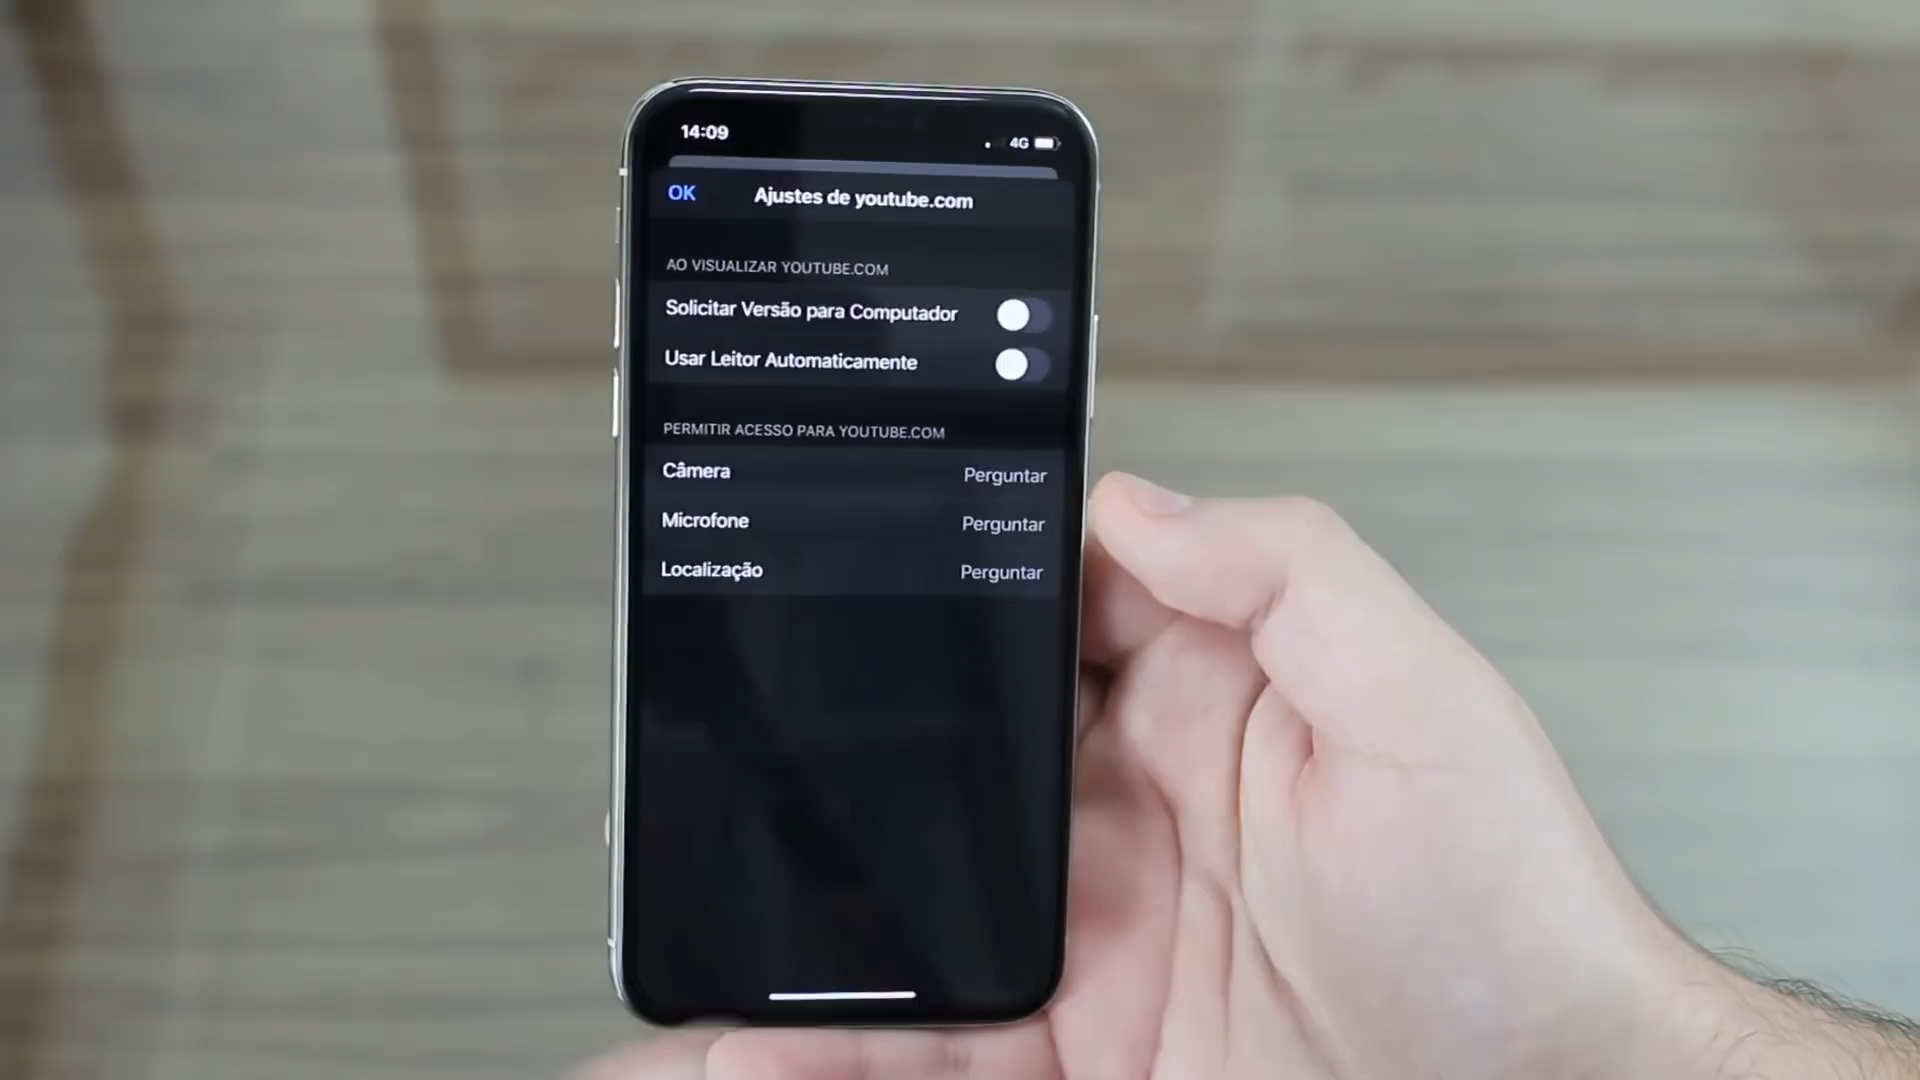 14:09
4G
OK
Ajustes de youtube.com
AO VISUALIZAR YOUTUBE.COM
Solicitar Versão para Computador
Usar Leitor Automaticamente
PERMITIR ACESSO PARA YOUTUBE.COM
Câmera Perguntar
Microfone Perguntar
Localização Perguntar